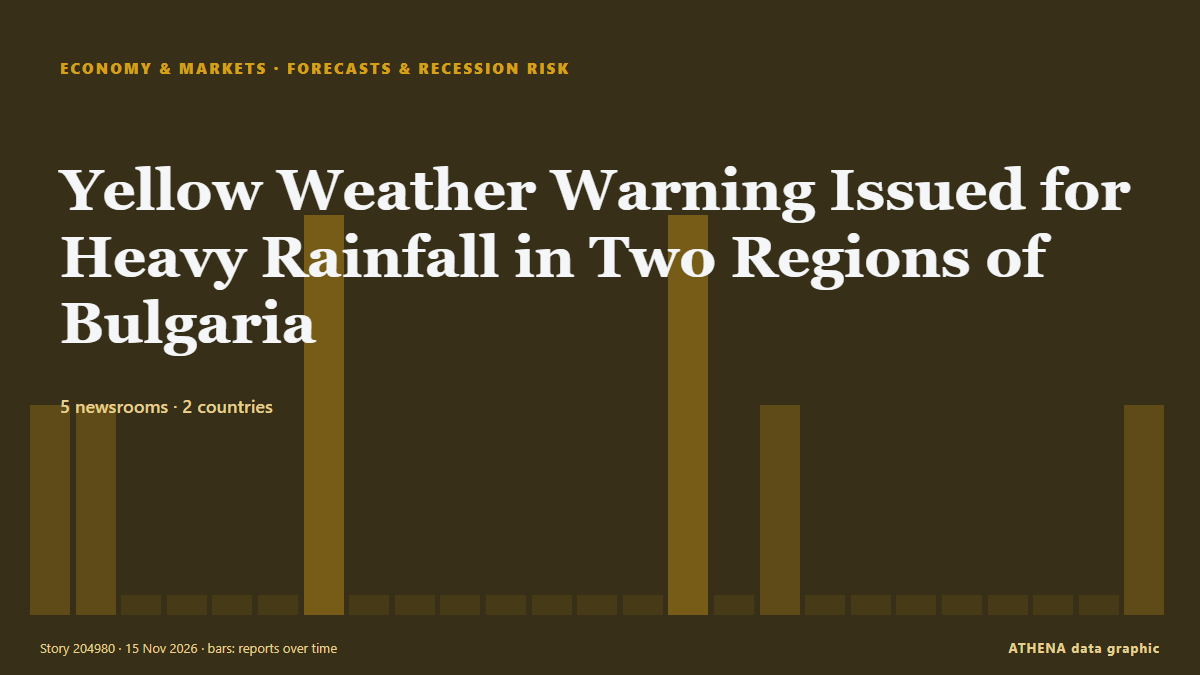 ECONOMY & MARKETS · FORECASTS & RECESSION RISK
Yellow Weather Warning Issued for
Heavy Rainfall in Two Regions of
Bulgaria
5 newsrooms · 2 countries
Story 204980 · 15 Nov 2026 · bars: reports over time
ATHENA data graphic